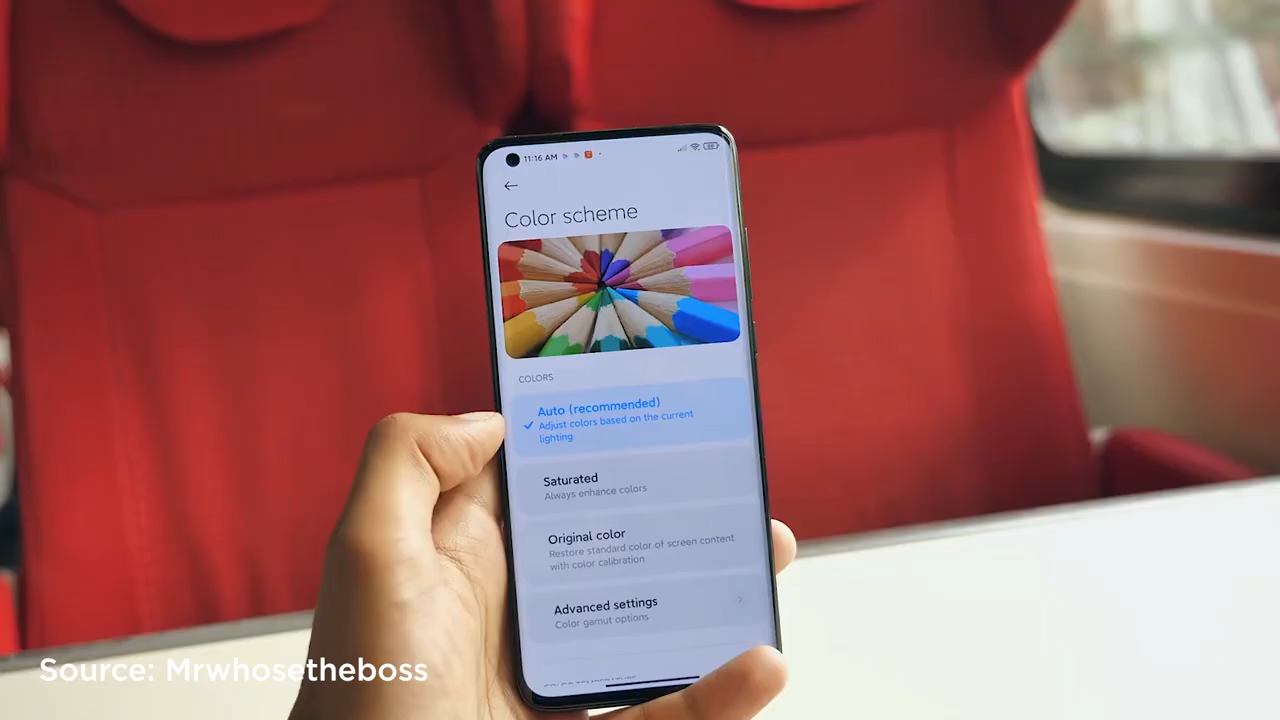 11:16 AM
Color scheme
COLORS
Auto (recommended)
Adjust colors based on the current
lighting
Saturated
Always enhance colors
Original color
Restore standard color of screen content
with color calibration
Advanced settings
Color gamut options
Source: Mrwhosetheboss